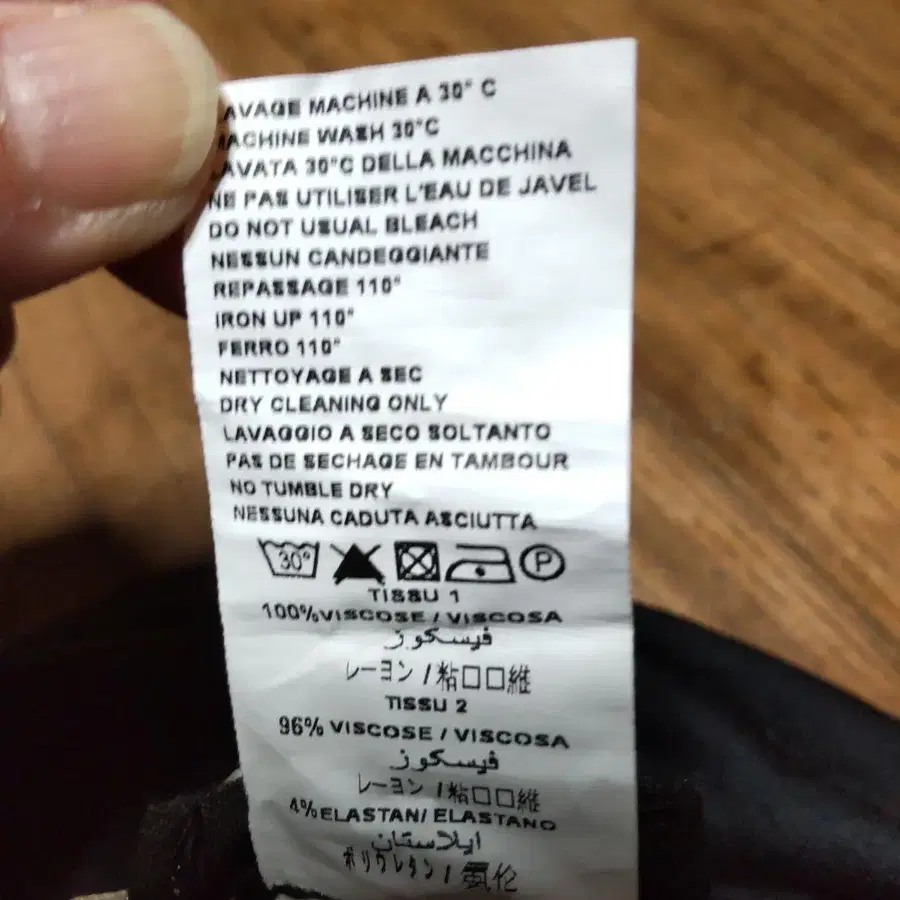 AVAGE MACHINE A 30° C
MACHINE WASH 30°C
LAVATA 30°C DELLA MACCHINA
NE PAS UTILISER L'EAU DE JAVEL
DO NOT USUAL BLEACH
NESSUN CANDEGGIANTE
REPASSAGE 110°
IRON UP 110°
FERRO 110°
NETTOYAGE A SEC
DRY CLEANING ONLY
LAVAGGIO A SECO SOLTANTO
PAS DE SECHAGE EN TAMBOUR
NO TUMBLE DRY
NESSUNA CADUTA ASCIUTTA
30° P
TISSU 1
100%VISCOSE / VISCOSA
فيسكوز
レーヨン / 粘□□維
TISSU 2
96% VISCOSE / VISCOSA
فيسكوز
レーヨン / 粘□□維
4%ELASTAN/ ELASTANO
ايلاستان
ポリウレタン /